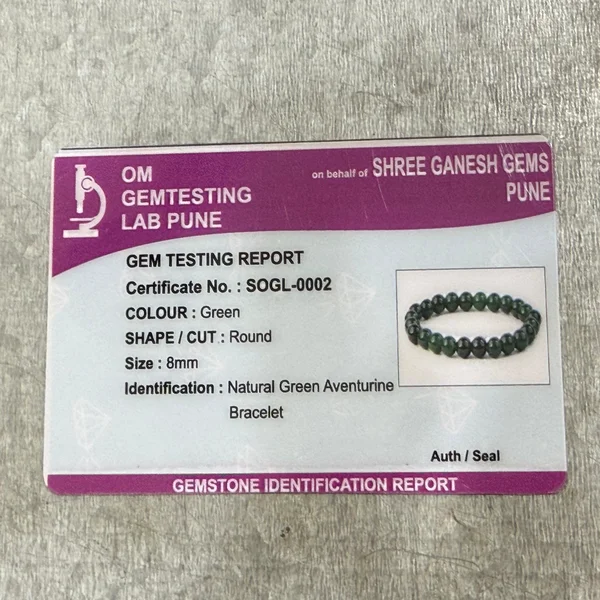 OM
GEMTESTING
LAB PUNE
on behalf of SHREE GANESH GEMS
PUNE
GEM TESTING REPORT
Certificate No. : SOGL-0002
COLOUR : Green
SHAPE / CUT : Round
Size : 8mm
Identification : Natural Green Aventurine
Bracelet
Auth / Seal
GEMSTONE IDENTIFICATION REPORT